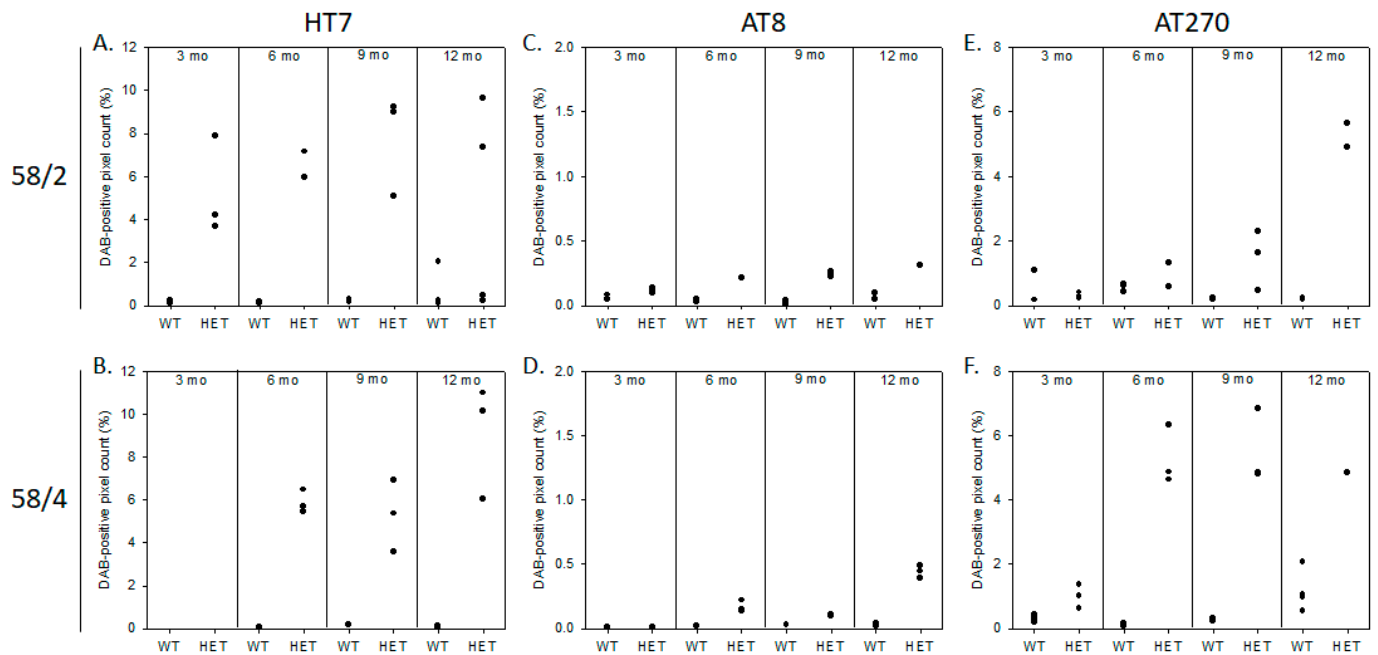 HT7 AT8 AT270
58/2
A.
DAB-positive pixel count (%)
12
10
8
6
4
2
0
3 mo 6 mo 9 mo 12 mo
WT HET WT HET WT HET WT HET
C.
DAB-positive pixel count (%)
2.0
1.5
1.0
0.5
0.0
3 mo 6 mo 9 mo 12 mo
WT HET WT HET WT HET WT HET
E.
DAB-positive pixel count (%)
8
6
4
2
0
3 mo 6 mo 9 mo 12 mo
WT HET WT HET WT HET WT HET
58/4
B.
DAB-positive pixel count (%)
12
10
8
6
4
2
0
3 mo 6 mo 9 mo 12 mo
WT HET WT HET WT HET WT HET
D.
DAB-positive pixel count (%)
2.0
1.5
1.0
0.5
0.0
3 mo 6 mo 9 mo 12 mo
WT HET WT HET WT HET WT HET
F.
DAB-positive pixel count (%)
8
6
4
2
0
3 mo 6 mo 9 mo 12 mo
WT HET WT HET WT HET WT HET